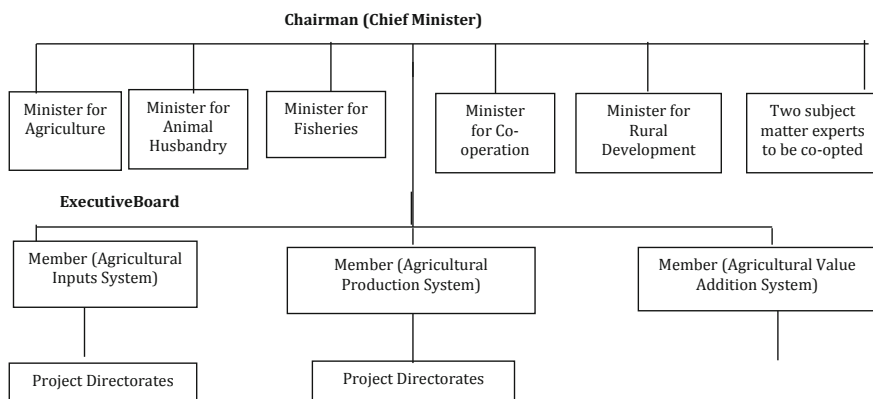 Chairman (Chief Minister)
Minister for
Agriculture
Minister for
Animal
Husbandry
Minister for
Fisheries
Minister
for Co-
operation
Minister for
Rural
Development
Two subject
matter experts
to be co-opted
ExecutiveBoard
Member (Agricultural
Inputs System)
Member (Agricultural
Production System)
Member (Agricultural Value
Addition System)
Project Directorates
Project Directorates